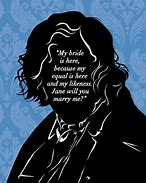 "My bride
is here,
because my
equal is here
and my likeness.
Jane will you
marry me?"